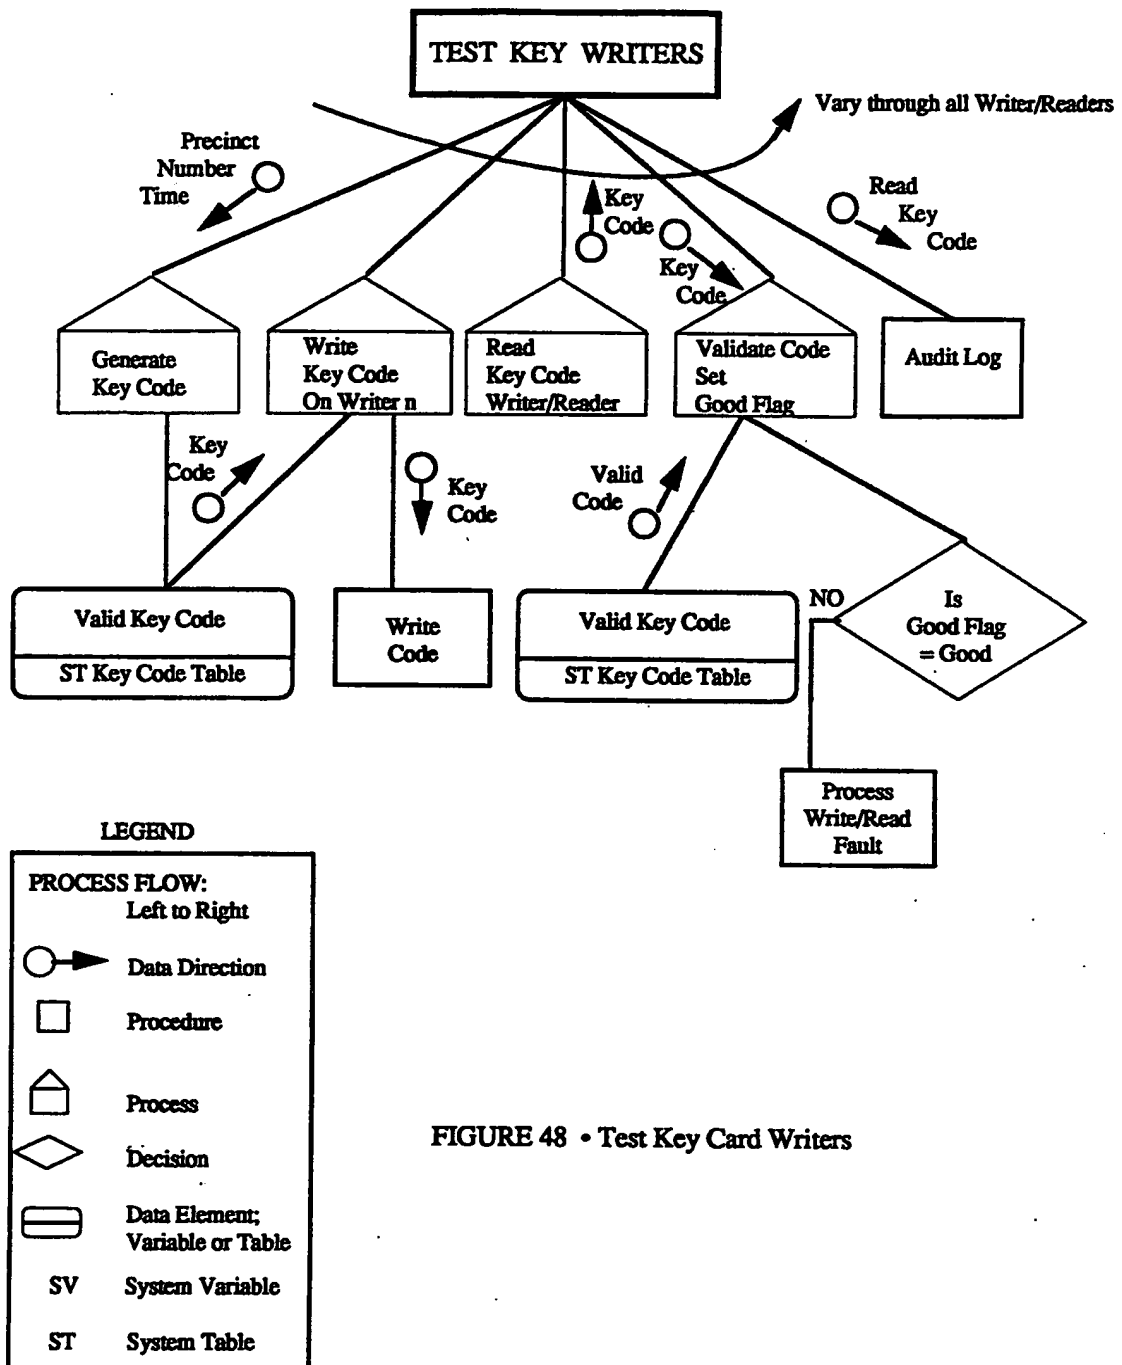 TEST KEY WRITERS
Vary through all Writer/Readers
Precinct
Number
Time
Key
Code
Key
Code
Read
Key
Code
Generate
Key Code
Write
Key Code
On Writer n
Read
Key Code
Writer/Reader
Validate Code
Set
Good Flag
Audit Log
Key
Code
Key
Code
Valid
Code
Valid Key Code
ST Key Code Table
Write
Code
Valid Key Code
ST Key Code Table
NO
Is
Good Flag
= Good
Process
Write/Read
Fault
LEGEND
PROCESS FLOW:
Left to Right
Data Direction
Procedure
Process
Decision
Data Element;
Variable or Table
SV System Variable
ST System Table
FIGURE 48 • Test Key Card Writers